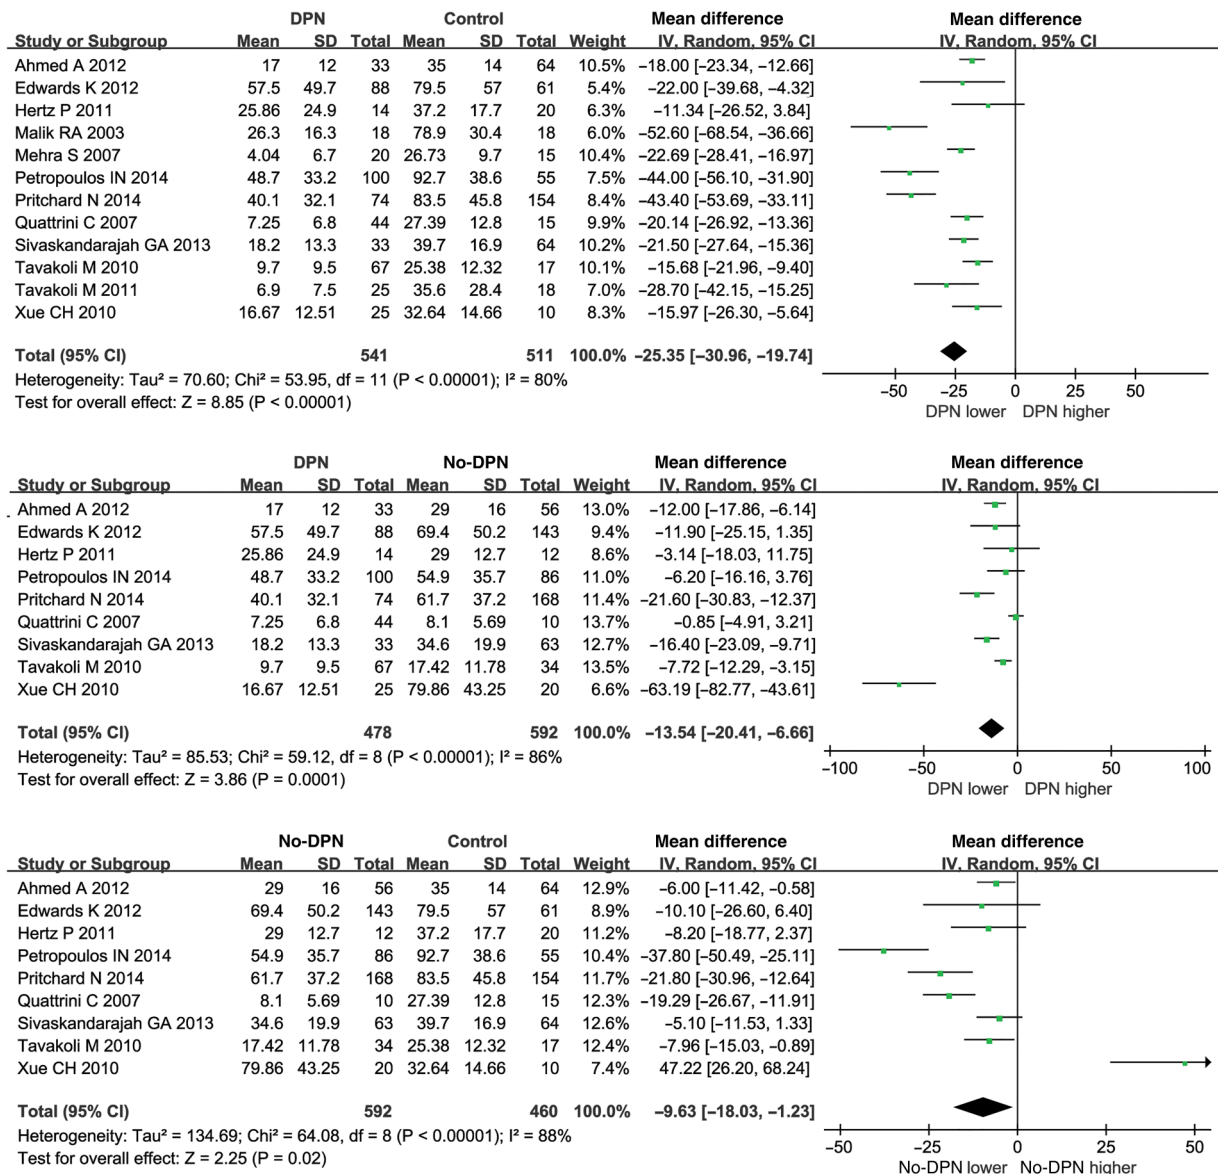 DPN Control Mean difference Mean difference
Study or Subgroup Mean SD Total Mean SD Total Weight IV, Random, 95% CI IV, Random, 95% CI
Ahmed A 2012 17 12 33 35 14 64 10.5% −18.00 [−23.34, −12.66]
Edwards K 2012 57.5 49.7 88 79.5 57 61 5.4% −22.00 [−39.68, −4.32]
Hertz P 2011 25.86 24.9 14 37.2 17.7 20 6.3% −11.34 [−26.52, 3.84]
Malik RA 2003 26.3 16.3 18 78.9 30.4 18 6.0% −52.60 [−68.54, −36.66]
Mehra S 2007 4.04 6.7 20 26.73 9.7 15 10.4% −22.69 [−28.41, −16.97]
Petropoulos IN 2014 48.7 33.2 100 92.7 38.6 55 7.5% −44.00 [−56.10, −31.90]
Pritchard N 2014 40.1 32.1 74 83.5 45.8 154 8.4% −43.40 [−53.69, −33.11]
Quattrini C 2007 7.25 6.8 44 27.39 12.8 15 9.9% −20.14 [−26.92, −13.36]
Sivaskandarajah GA 2013 18.2 13.3 33 39.7 16.9 64 10.2% −21.50 [−27.64, −15.36]
Tavakoli M 2010 9.7 9.5 67 25.38 12.32 17 10.1% −15.68 [−21.96, −9.40]
Tavakoli M 2011 6.9 7.5 25 35.6 28.4 18 7.0% −28.70 [−42.15, −15.25]
Xue CH 2010 16.67 12.51 25 32.64 14.66 10 8.3% −15.97 [−26.30, −5.64]
Total (95% CI) 541 511 100.0% −25.35 [−30.96, −19.74]
Heterogeneity: Tau² = 70.60; Chi² = 53.95, df = 11 (P < 0.00001); I² = 80%
Test for overall effect: Z = 8.85 (P < 0.00001)
−50 −25 0 25 50
DPN lower DPN higher
DPN No-DPN Mean difference Mean difference
Study or Subgroup Mean SD Total Mean SD Total Weight IV, Random, 95% CI IV, Random, 95% CI
Ahmed A 2012 17 12 33 29 16 56 13.0% −12.00 [−17.86, −6.14]
Edwards K 2012 57.5 49.7 88 69.4 50.2 143 9.4% −11.90 [−25.15, 1.35]
Hertz P 2011 25.86 24.9 14 29 12.7 12 8.6% −3.14 [−18.03, 11.75]
Petropoulos IN 2014 48.7 33.2 100 54.9 35.7 86 11.0% −6.20 [−16.16, 3.76]
Pritchard N 2014 40.1 32.1 74 61.7 37.2 168 11.4% −21.60 [−30.83, −12.37]
Quattrini C 2007 7.25 6.8 44 8.1 5.69 10 13.7% −0.85 [−4.91, 3.21]
Sivaskandarajah GA 2013 18.2 13.3 33 34.6 19.9 63 12.7% −16.40 [−23.09, −9.71]
Tavakoli M 2010 9.7 9.5 67 17.42 11.78 34 13.5% −7.72 [−12.29, −3.15]
Xue CH 2010 16.67 12.51 25 79.86 43.25 20 6.6% −63.19 [−82.77, −43.61]
Total (95% CI) 478 592 100.0% −13.54 [−20.41, −6.66]
Heterogeneity: Tau² = 85.53; Chi² = 59.12, df = 8 (P < 0.00001); I² = 86%
Test for overall effect: Z = 3.86 (P = 0.0001)
−100 −50 0 50 100
DPN lower DPN higher
No-DPN Control Mean difference Mean difference
Study or Subgroup Mean SD Total Mean SD Total Weight IV, Random, 95% CI IV, Random, 95% CI
Ahmed A 2012 29 16 56 35 14 64 12.9% −6.00 [−11.42, −0.58]
Edwards K 2012 69.4 50.2 143 79.5 57 61 8.9% −10.10 [−26.60, 6.40]
Hertz P 2011 29 12.7 12 37.2 17.7 20 11.2% −8.20 [−18.77, 2.37]
Petropoulos IN 2014 54.9 35.7 86 92.7 38.6 55 10.4% −37.80 [−50.49, −25.11]
Pritchard N 2014 61.7 37.2 168 83.5 45.8 154 11.7% −21.80 [−30.96, −12.64]
Quattrini C 2007 8.1 5.69 10 27.39 12.8 15 12.3% −19.29 [−26.67, −11.91]
Sivaskandarajah GA 2013 34.6 19.9 63 39.7 16.9 64 12.6% −5.10 [−11.53, 1.33]
Tavakoli M 2010 17.42 11.78 34 25.38 12.32 17 12.4% −7.96 [−15.03, −0.89]
Xue CH 2010 79.86 43.25 20 32.64 14.66 10 7.4% 47.22 [26.20, 68.24]
Total (95% CI) 592 460 100.0% −9.63 [−18.03, −1.23]
Heterogeneity: Tau² = 134.69; Chi² = 64.08, df = 8 (P < 0.00001); I² = 88%
Test for overall effect: Z = 2.25 (P = 0.02)
−50 −25 0 25 50
No-DPN lower No-DPN higher